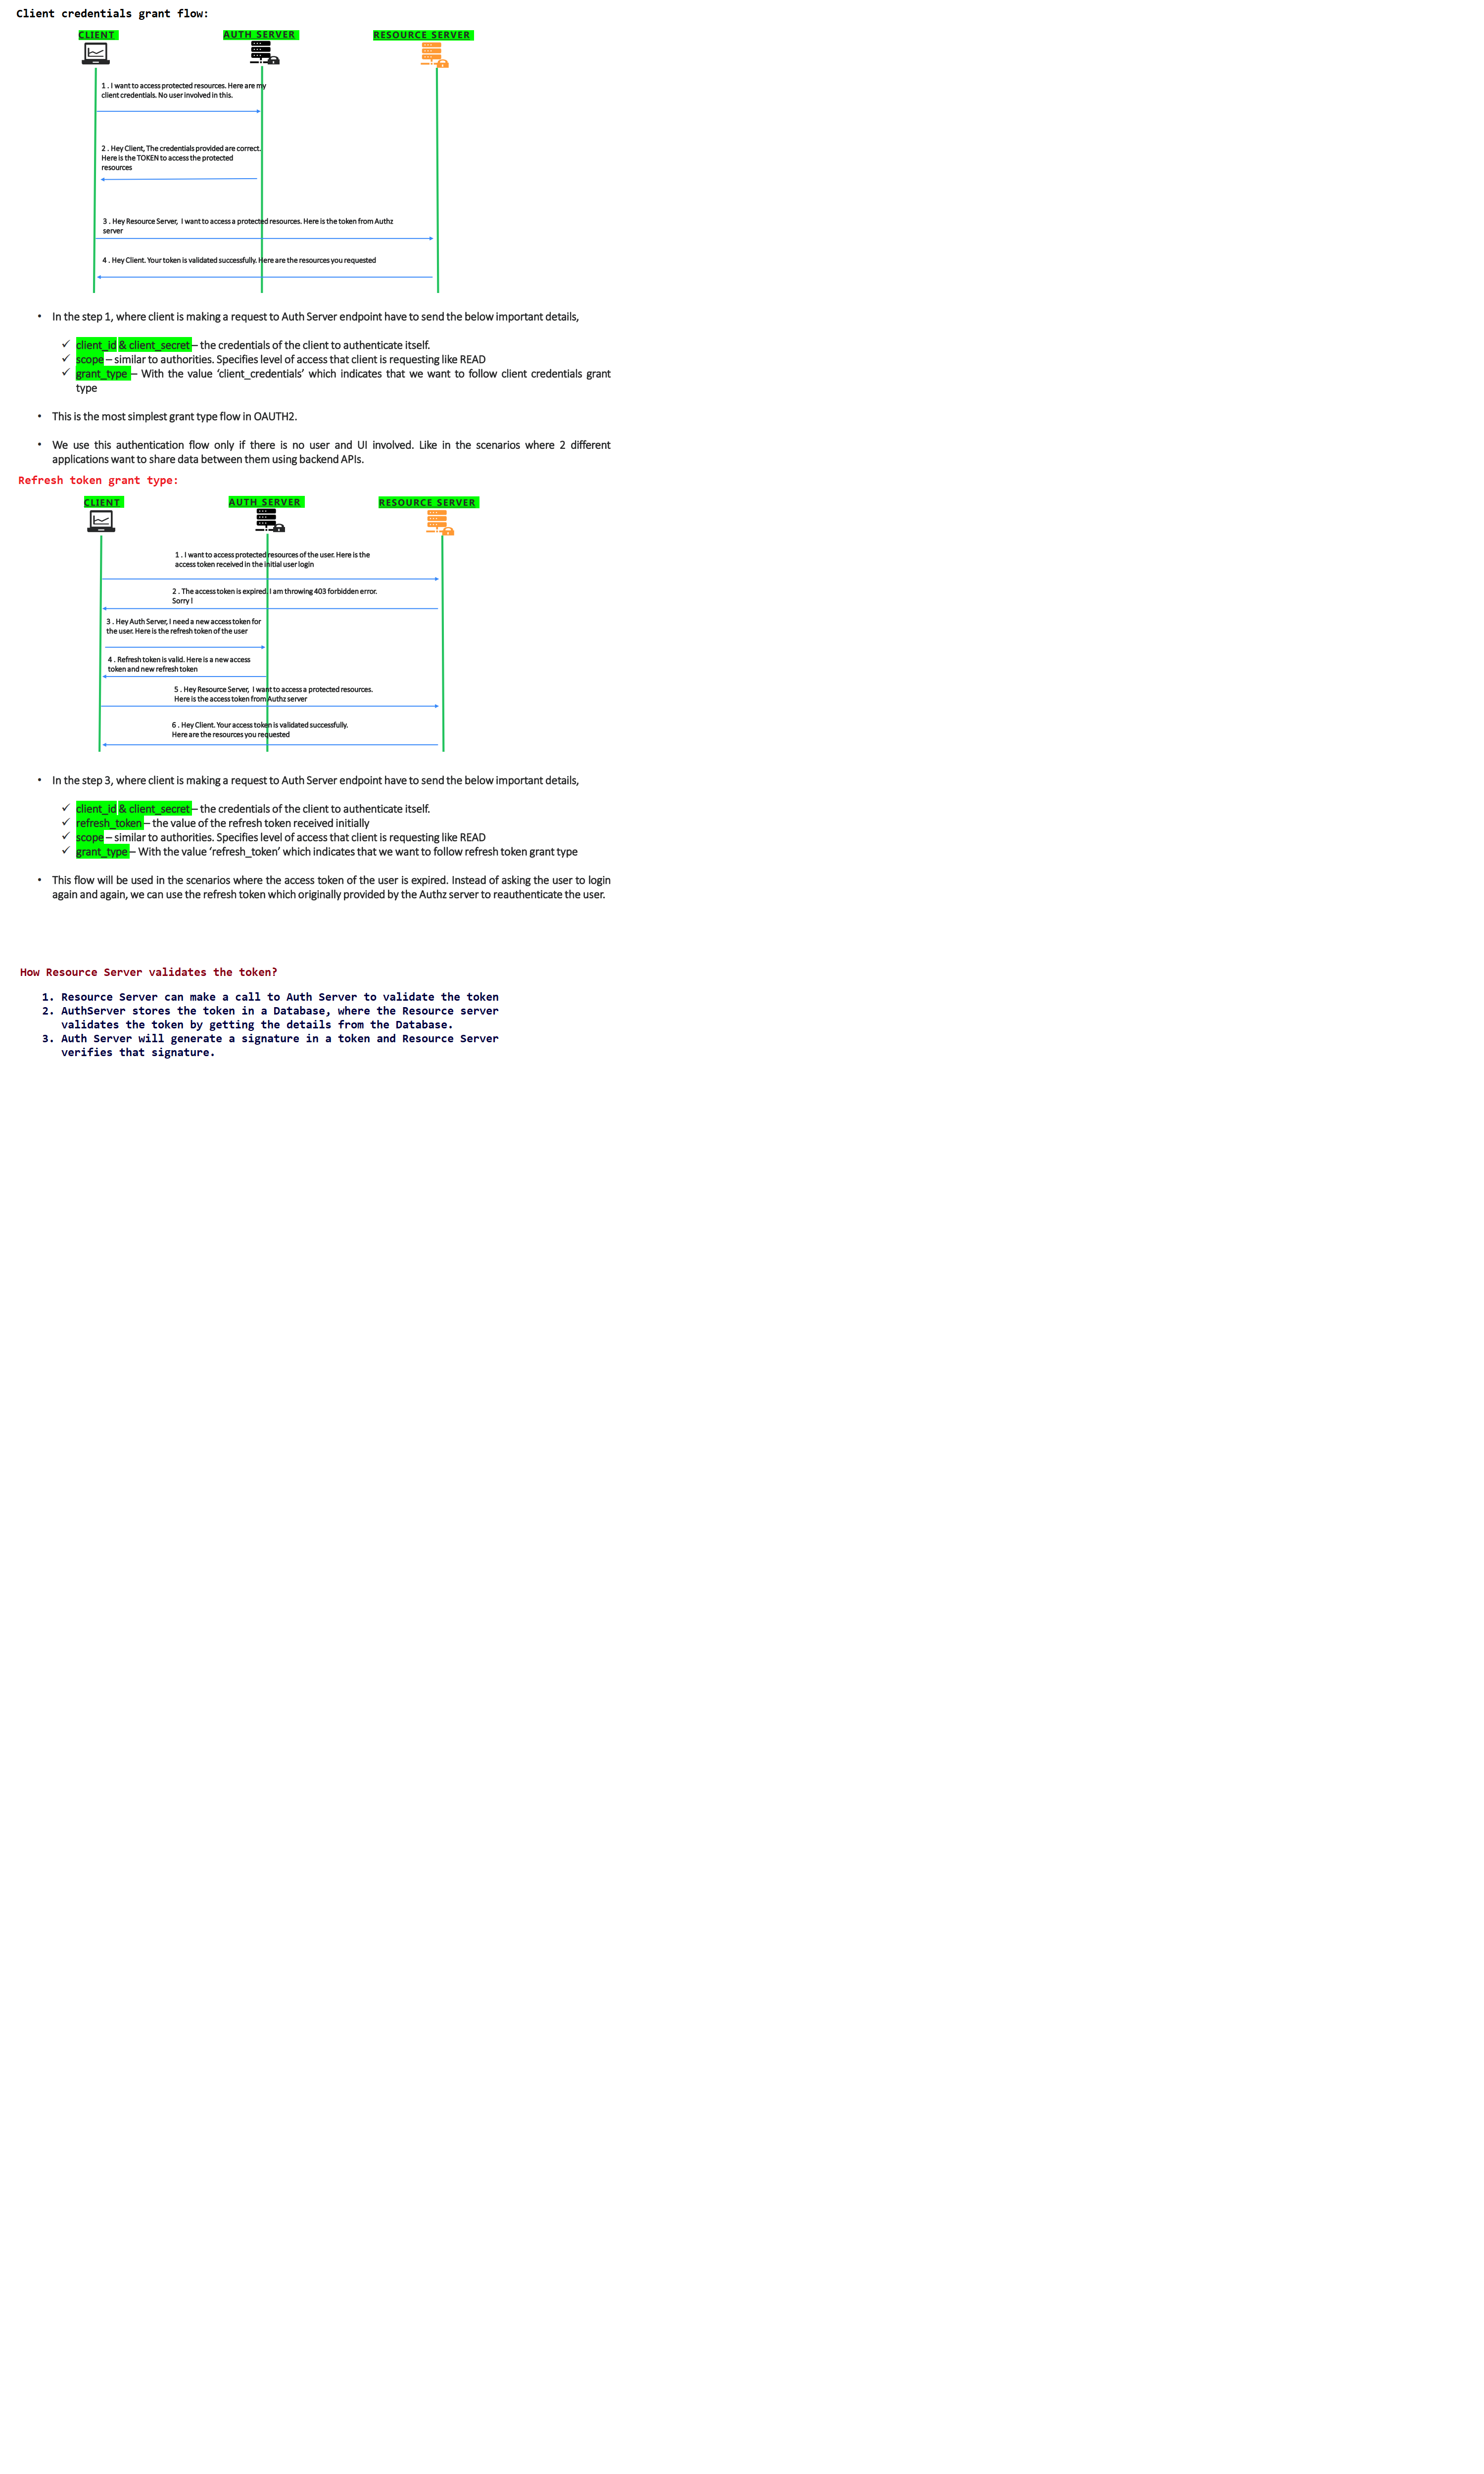 Client credentials grant flow:
CLIENT
AUTH SERVER
RESOURCE SERVER
1 . I want to access protected resources. Here are my
client credentials. No user involved in this.
2 . Hey Client, The credentials provided are correct.
Here is the TOKEN to access the protected
resources
3 . Hey Resource Server,  I want to access a protected resources. Here is the token from Authz
server
4 . Hey Client. Your token is validated successfully. Here are the resources you requested
• In the step 1, where client is making a request to Auth Server endpoint have to send the below important details,
✓ client_id & client_secret – the credentials of the client to authenticate itself.
✓ scope – similar to authorities. Specifies level of access that client is requesting like READ
✓ grant_type – With the value ‘client_credentials’ which indicates that we want to follow client credentials grant
type
• This is the most simplest grant type flow in OAUTH2.
• We use this authentication flow only if there is no user and UI involved. Like in the scenarios where 2 different
applications want to share data between them using backend APIs.
Refresh token grant type:
CLIENT
AUTH SERVER
RESOURCE SERVER
1 . I want to access protected resources of the user. Here is the
access token received in the initial user login
2 . The access token is expired. I am throwing 403 forbidden error.
Sorry !
3 . Hey Auth Server, I need a new access token for
the user. Here is the refresh token of the user
4 . Refresh token is valid. Here is a new access
token and new refresh token
5 . Hey Resource Server,  I want to access a protected resources.
Here is the access token from Authz server
6 . Hey Client. Your access token is validated successfully.
Here are the resources you requested
• In the step 3, where client is making a request to Auth Server endpoint have to send the below important details,
✓ client_id & client_secret – the credentials of the client to authenticate itself.
✓ refresh_token – the value of the refresh token received initially
✓ scope – similar to authorities. Specifies level of access that client is requesting like READ
✓ grant_type – With the value ‘refresh_token’ which indicates that we want to follow refresh token grant type
• This flow will be used in the scenarios where the access token of the user is expired. Instead of asking the user to login
again and again, we can use the refresh token which originally provided by the Authz server to reauthenticate the user.
How Resource Server validates the token?
1. Resource Server can make a call to Auth Server to validate the token
2. AuthServer stores the token in a Database, where the Resource server
validates the token by getting the details from the Database.
3. Auth Server will generate a signature in a token and Resource Server
verifies that signature.